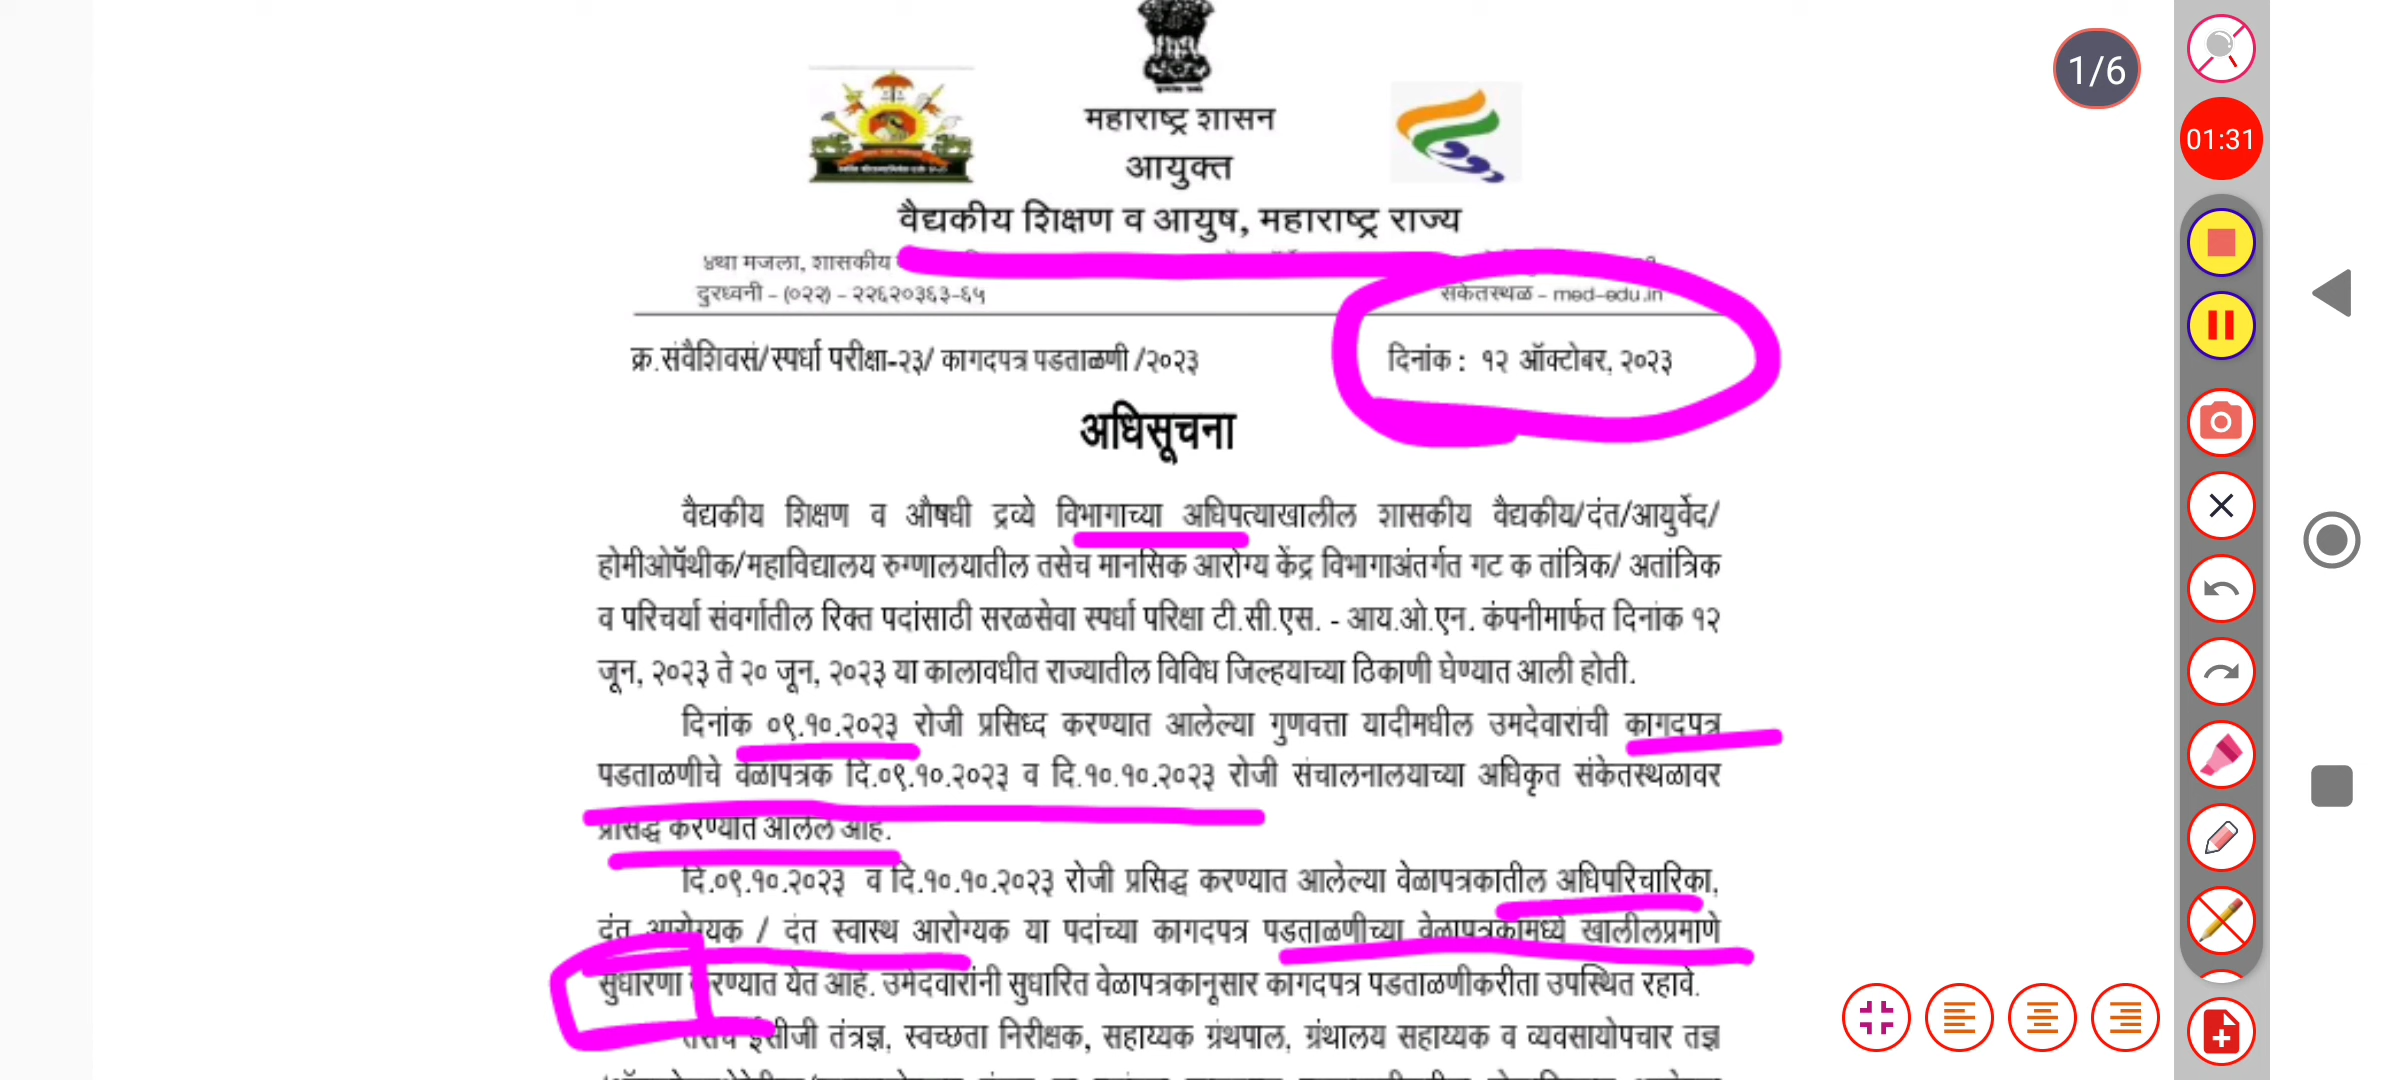 महाराष्ट्र शासन
आयुक्त
वैद्यकीय शिक्षण व आयुष, महाराष्ट्र राज्य
४था मजला, शासकीय
दुरध्वनी - (०२२) - २२६२०३६३-६५
संकेतस्थळ - med-edu.in
क्र.संवैशिवसं/स्पर्धा परीक्षा-२३/ कागदपत्र पडताळणी /२०२३
दिनांक : १२ ऑक्टोबर, २०२३
अधिसूचना
वैद्यकीय शिक्षण व औषधी द्रव्ये विभागाच्या अधिपत्याखालील शासकीय वैद्यकीय/दंत/आयुर्वेद/
होमीओपॅथीक/महाविद्यालय रुग्णालयातील तसेच मानसिक आरोग्य केंद्र विभागाअंतर्गत गट क तांत्रिक/ अतांत्रिक
व परिचर्या संवर्गातील रिक्त पदांसाठी सरळसेवा स्पर्धा परिक्षा टी.सी.एस. - आय.ओ.एन. कंपनीमार्फत दिनांक १२
जून, २०२३ ते २० जून, २०२३ या कालावधीत राज्यातील विविध जिल्हयाच्या ठिकाणी घेण्यात आली होती.
दिनांक ०९.१०.२०२३ रोजी प्रसिध्द करण्यात आलेल्या गुणवत्ता यादीमधील उमदेवारांची कागदपत्र
पडताळणीचे वेळापत्रक दि.०९.१०.२०२३ व दि.१०.१०.२०२३ रोजी संचालनालयाच्या अधिकृत संकेतस्थळावर
प्रसिद्ध करण्यात आलेले आहे.
दि.०९.१०.२०२३ व दि.१०.१०.२०२३ रोजी प्रसिद्ध करण्यात आलेल्या वेळापत्रकातील अधिपरिचारिका,
दंत आरोग्यक / दंत स्वास्थ आरोग्यक या पदांच्या कागदपत्र पडताळणीच्या वेळापत्रकामध्ये खालीलप्रमाणे
सुधारणा करण्यात येत आहे. उमेदवारांनी सुधारित वेळापत्रकानूसार कागदपत्र पडताळणीकरीता उपस्थित रहावे.
तसेच ईसीजी तंत्रज्ञ, स्वच्छता निरीक्षक, सहाय्यक ग्रंथपाल, ग्रंथालय सहाय्यक व व्यवसायोपचार तज्ञ
1/6
01:31